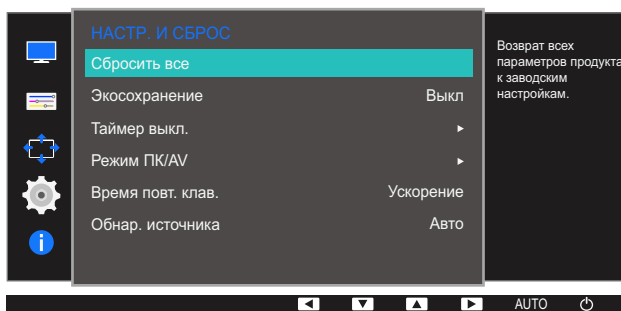 НАСТР. И СБРОС
Сбросить все
Экосохранение Выкл
Таймер выкл.
Режим ПК/AV
Время повт. клав. Ускорение
Обнар. источника Авто
Возврат всех
параметров продукта
к заводским
настройкам.
AUTO